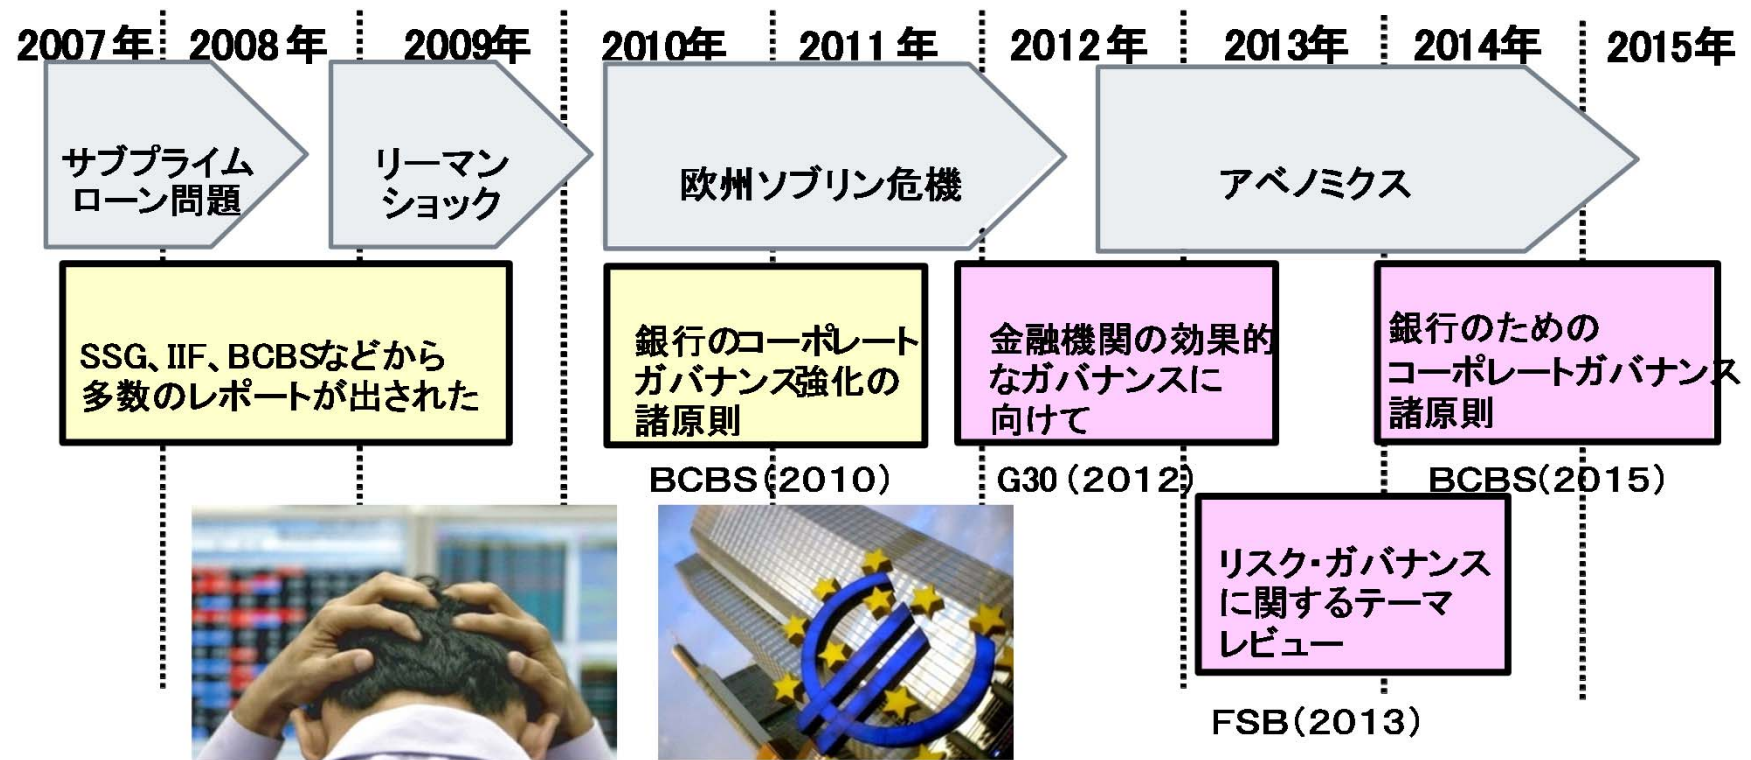 2007年 2008年 2009年 2010年 2011年 2012年 2013年 2014年 2015年
サブプライム
ローン問題
リーマン
ショック
欧州ソブリン危機
アベノミクス
SSG、IIF、BCBSなどから
多数のレポートが出された
銀行のコーポレート
ガバナンス強化の
諸原則
BCBS(2010)
金融機関の効果的
なガバナンスに
向けて
G30(2012)
銀行のための
コーポレートガバナンス
諸原則
BCBS(2015)
リスク・ガバナンス
に関するテーマ
レビュー
FSB(2013)